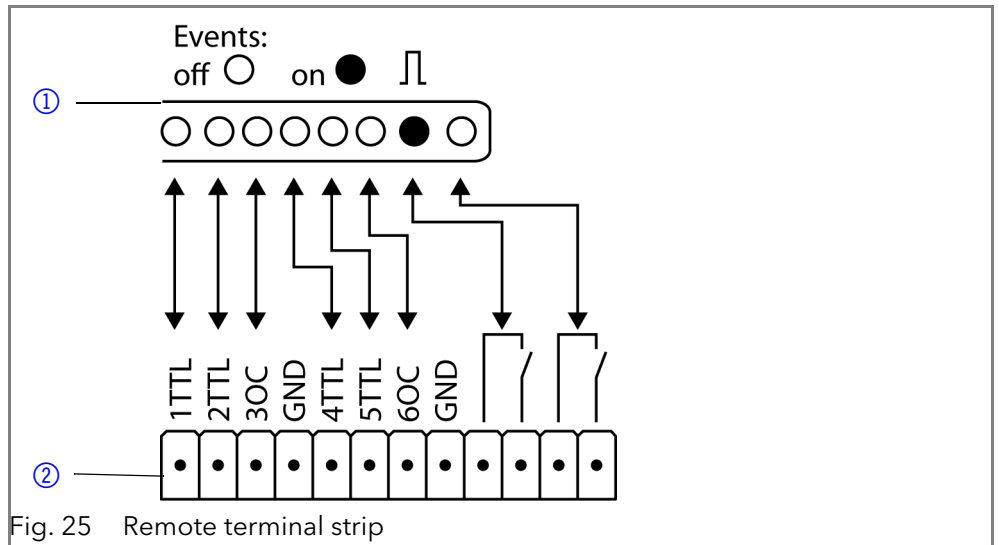 Events:
off on
①
1TTL 2TTL 3OC GND 4TTL 5TTL 6OC GND
②
Fig. 25 Remote terminal strip